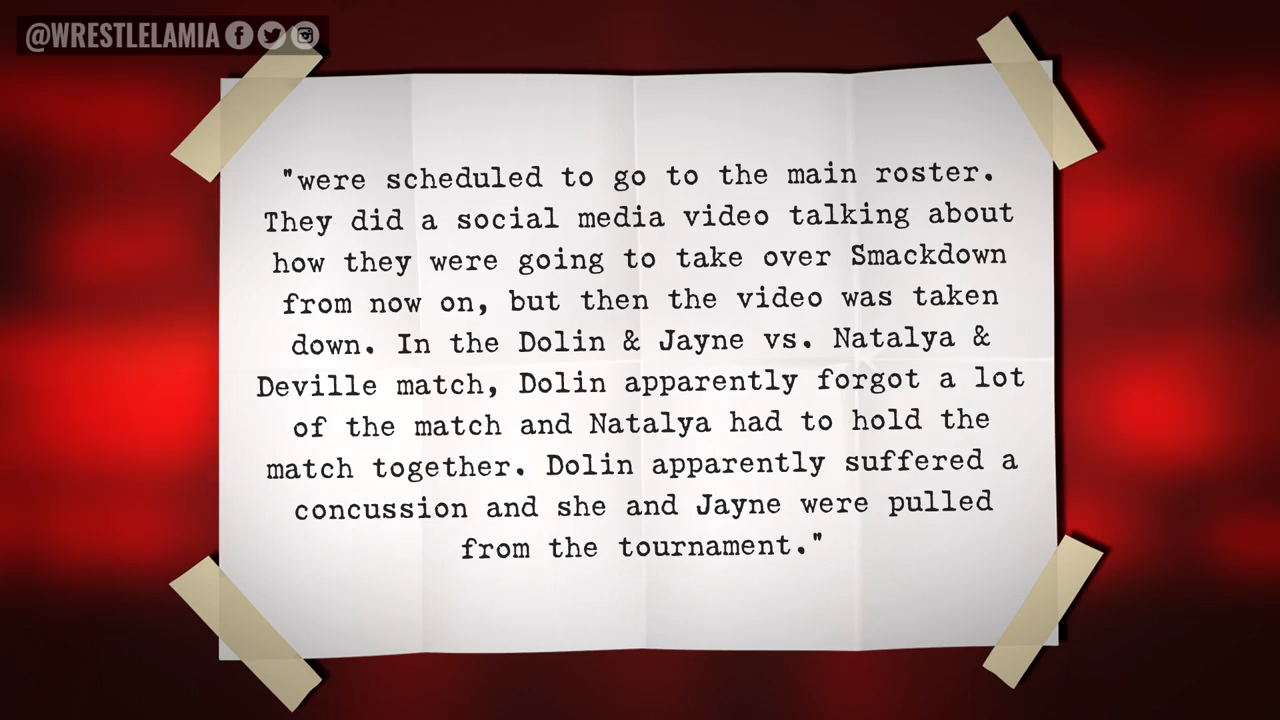 @WRESTLELAMIA
"were scheduled to go to the main roster.
They did a social media video talking about
how they were going to take over Smackdown
from now on, but then the video was taken
down. In the Dolin & Jayne vs. Natalya &
Deville match, Dolin apparently forgot a lot
of the match and Natalya had to hold the
match together. Dolin apparently suffered a
concussion and she and Jayne were pulled
from the tournament."